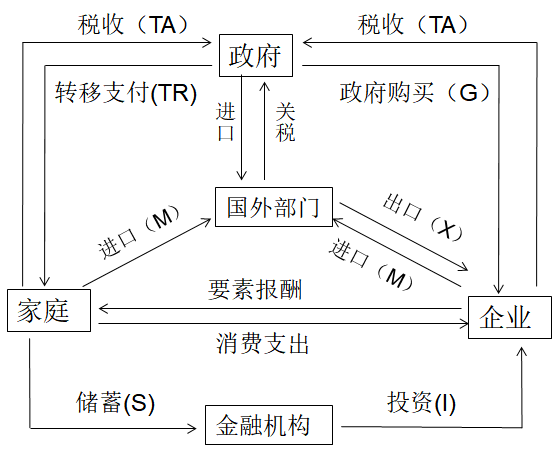 税收（TA）
税收（TA）
政府
转移支付(TR)
政府购买（G）
进口
关税
国外部门
进口（M）
出口（X）
进口（M）
家庭
要素报酬
企业
消费支出
储蓄(S)
投资(I)
金融机构